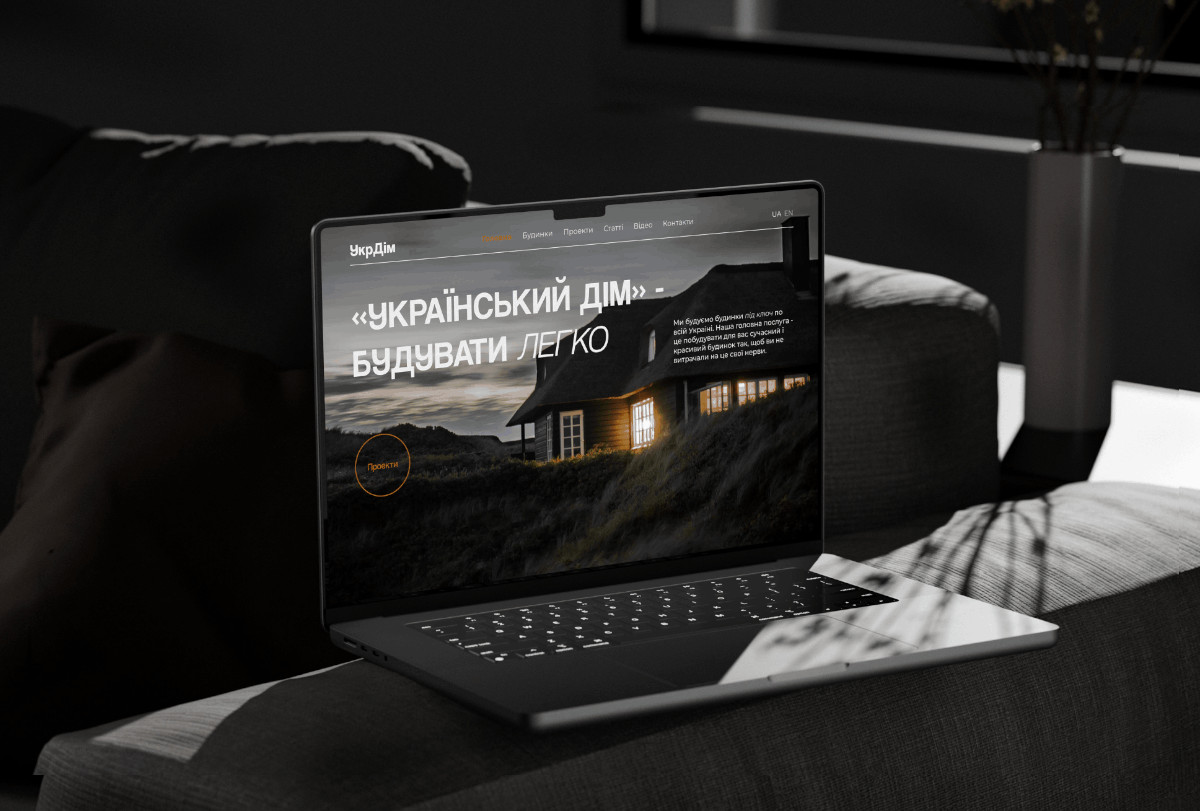 УкрДім
Будинки Проекти Статті Відео Контакти
UA EN
«УКРАЇНСЬКИЙ ДІМ» -
БУДУВАТИ ЛЕГКО
Ми будуємо будинки під ключ по
всій Україні. Наша головна послуга -
це побудувати для вас сучасний і
красивий будинок так, щоб ви не
витрачали на це свої нерви.
Проекти